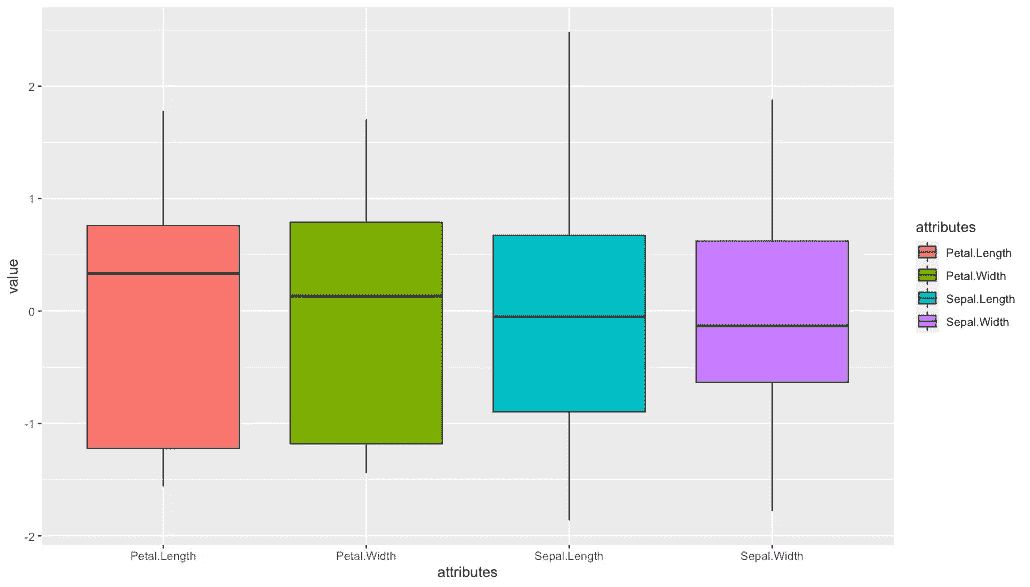 2
1
0
-1
-2
value
Petal.Length
Petal.Width
Sepal.Length
Sepal.Width
attributes
attributes
Petal.Length
Petal.Width
Sepal.Length
Sepal.Width